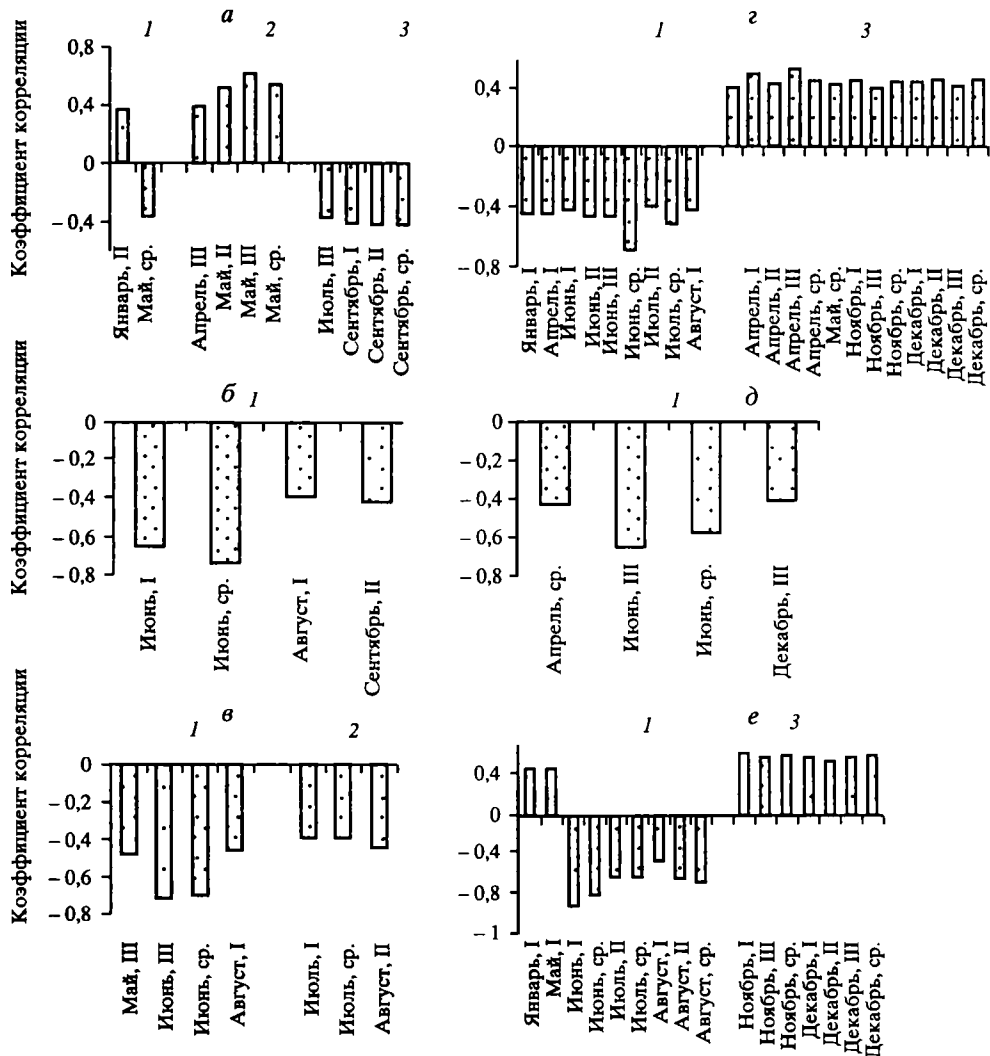 а
1
2
3
Коэффициент корреляции
0,8
0,4
0
– 0,4
Январь, II
Май, ср.
Апрель, III
Май, II
Май, III
Май, ср.
Июль, III
Сентябрь, I
Сентябрь, II
Сентябрь, ср.
г
1
3
0,4
0
– 0,4
– 0,8
Январь, I
Апрель, I
Июнь, I
Июнь, II
Июнь, III
Июнь, ср.
Июль, II
Июль, ср.
Август, I
Апрель, I
Апрель, II
Апрель, III
Апрель, ср.
Май, ср.
Ноябрь, I
Ноябрь, III
Ноябрь, ср.
Декабрь, I
Декабрь, II
Декабрь, III
Декабрь, ср.
б
1
Коэффициент корреляции
0
– 0,2
– 0,4
– 0,6
– 0,8
Июнь, I
Июнь, ср.
Август, I
Сентябрь, II
1
д
0
– 0,2
– 0,4
– 0,6
– 0,8
Апрель, ср.
Июнь, III
Июнь, ср.
Декабрь, III
1
в
2
Коэффициент корреляции
0
– 0,2
– 0,4
– 0,6
– 0,8
Май, III
Июнь, III
Июнь, ср.
Август, I
Июль, I
Июль, ср.
Август, II
1
е
3
0,4
0
– 0,4
– 0,8
– 1
Январь, I
Май, I
Июнь, I
Июнь, ср.
Июль, II
Июль, ср.
Август, I
Август, II
Август, ср.
Ноябрь, I
Ноябрь, III
Ноябрь, ср.
Декабрь, I
Декабрь, II
Декабрь, III
Декабрь, ср.